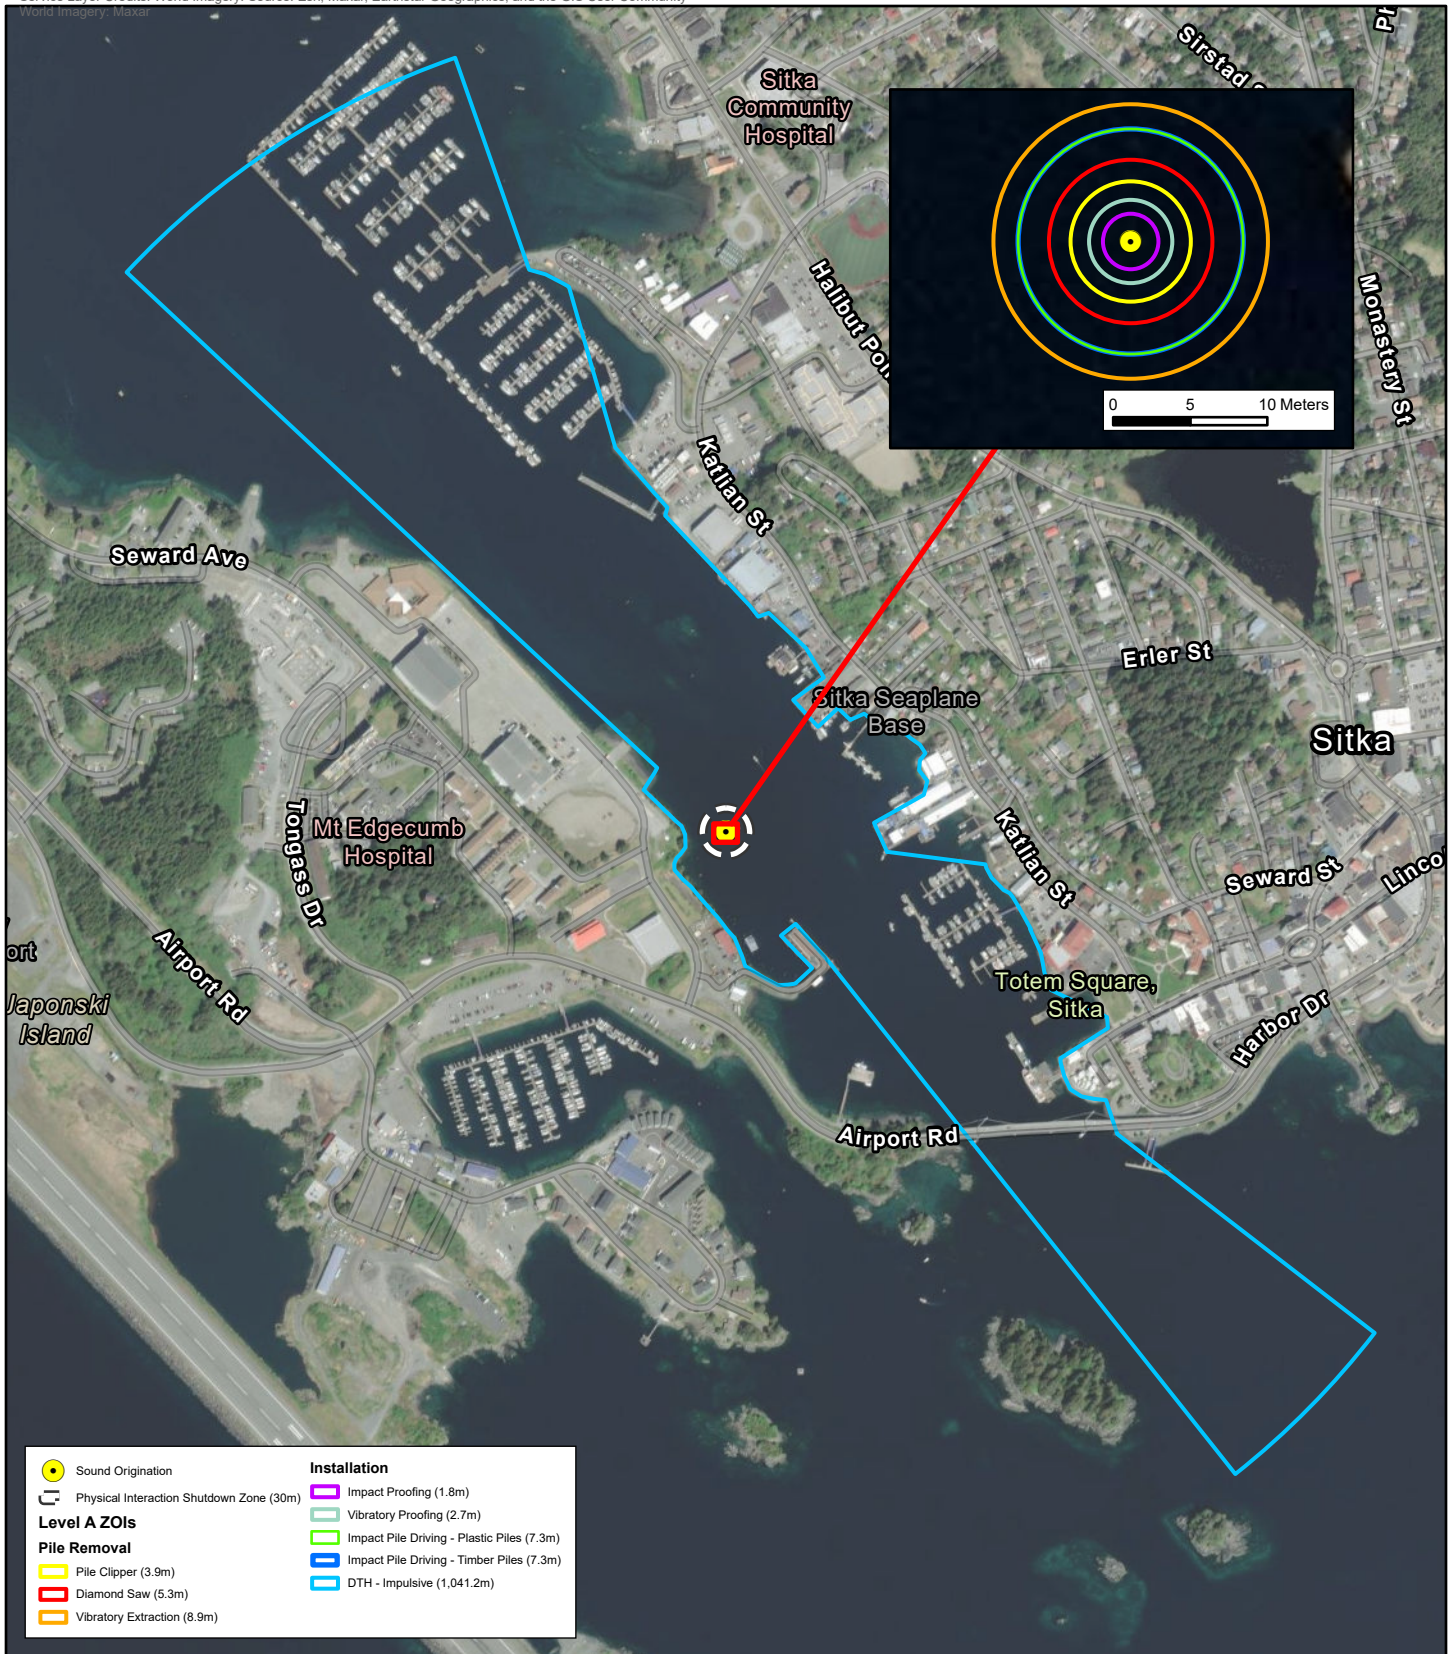 World Imagery: Maxar
Sitka
Community
Hospital
Sirstad
Halibut
Monastery St
0 5 10 Meters
Katlian St
Seward Ave
Erler St
Sitka Seaplane
Base
Sitka
Mt Edgecumb
Hospital
Tongass Dr
Katlian St
Seward St
Airport Rd
Japonski
Island
Totem Square,
Sitka
Harbor Dr
Airport Rd
Sound Origination
Physical Interaction Shutdown Zone (30m)
Level A ZOIs
Pile Removal
Pile Clipper (3.9m)
Diamond Saw (5.3m)
Vibratory Extraction (8.9m)
Installation
Impact Proofing (1.8m)
Vibratory Proofing (2.7m)
Impact Pile Driving - Plastic Piles (7.3m)
Impact Pile Driving - Timber Piles (7.3m)
DTH - Impulsive (1,041.2m)